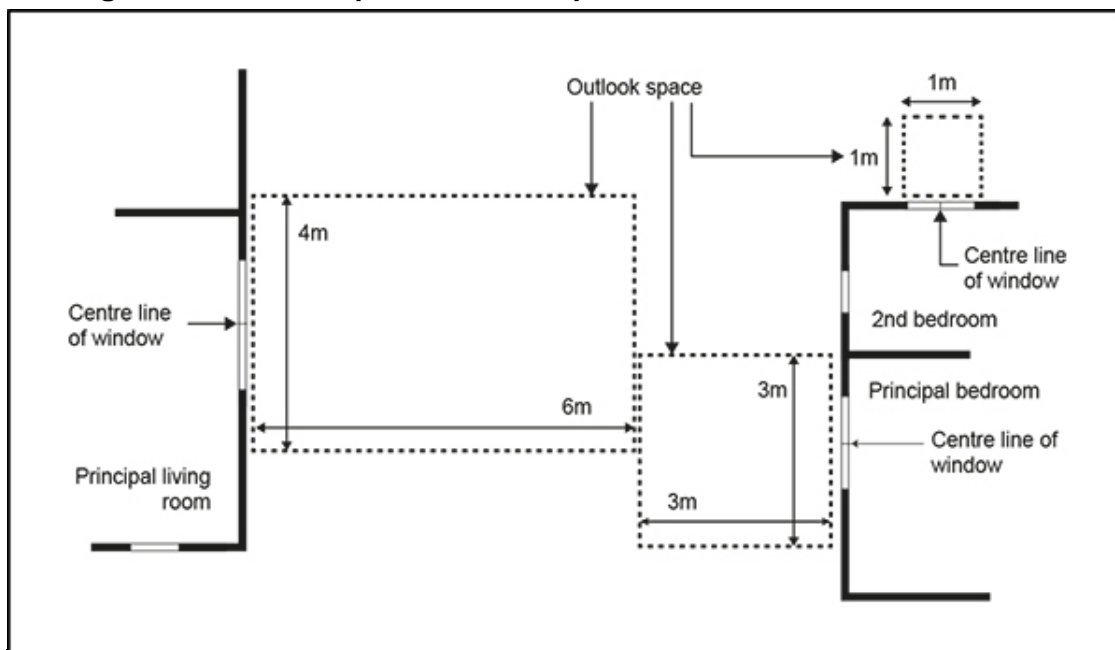 Outlook space
1m
1m
4m
Centre line
of window
Centre line
of window
2nd bedroom
Principal bedroom
3m
6m
Centre line of
window
Principal living
room
3m